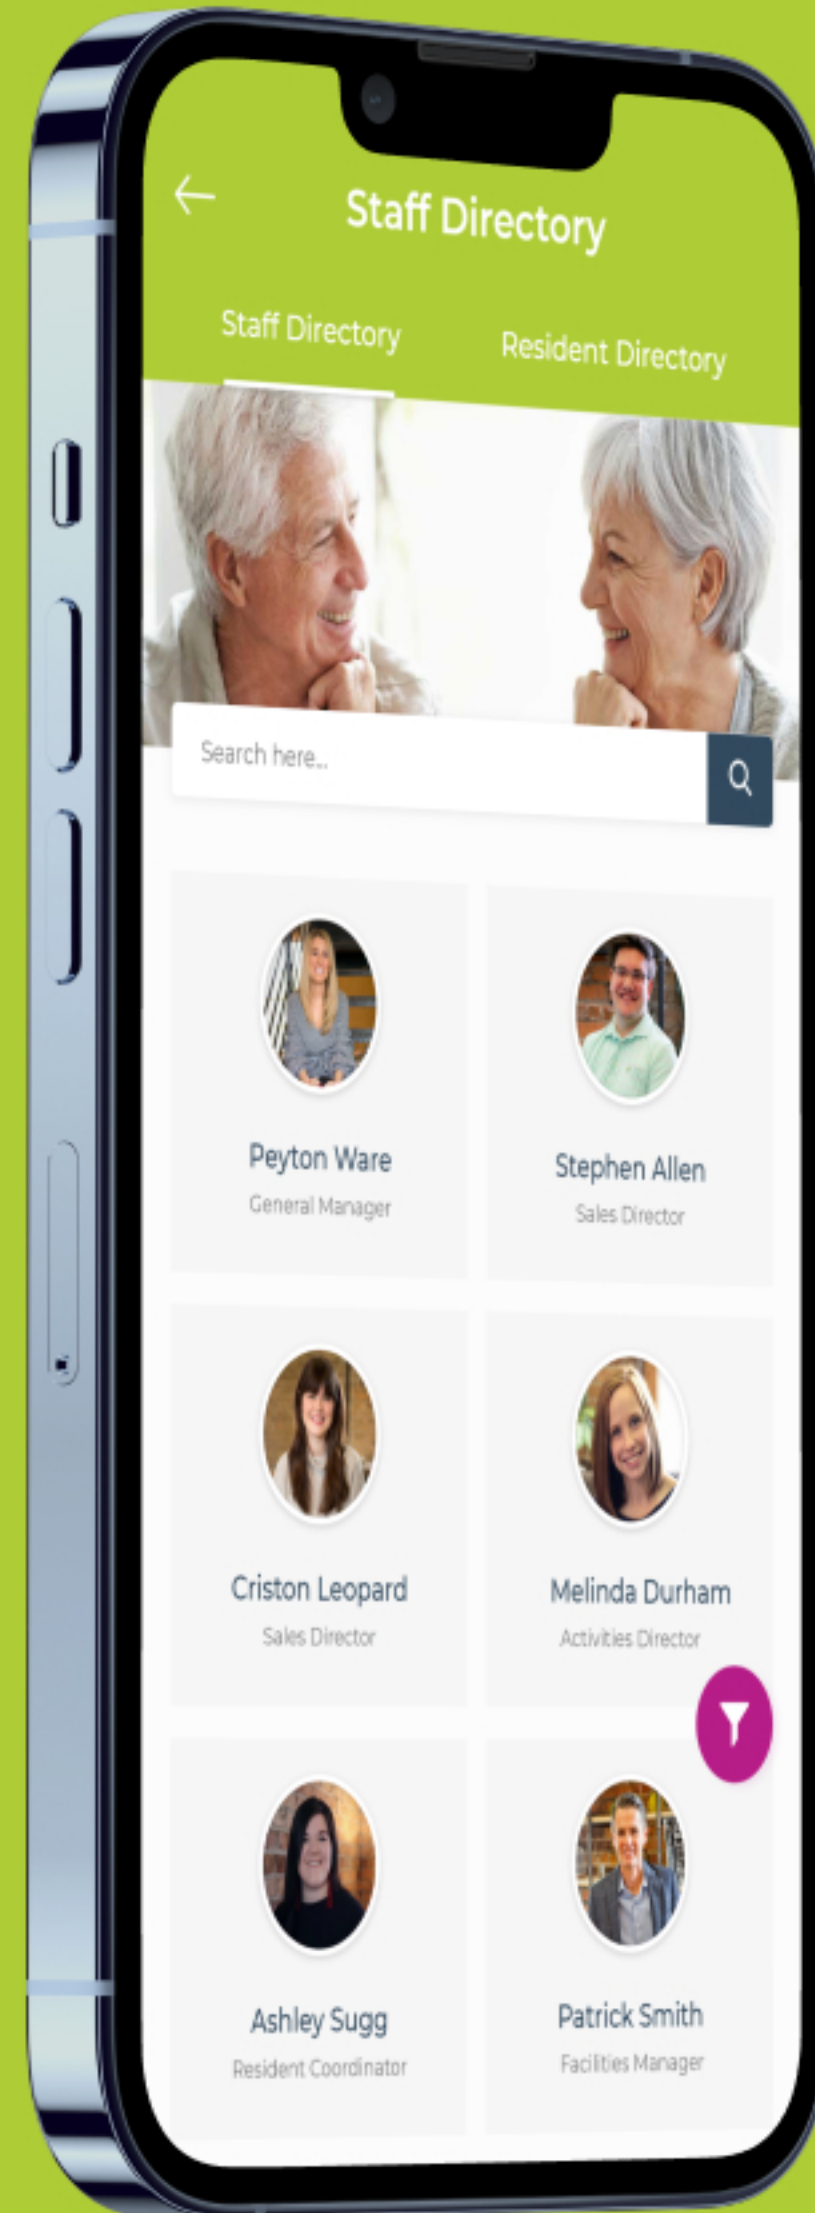 Staff Directory
Staff Directory
Resident Directory
Search here...
Peyton Ware
General Manager
Stephen Allen
Sales Director
Criston Leopard
Sales Director
Melinda Durham
Activities Director
Ashley Sugg
Resident Coordinator
Patrick Smith
Facilities Manager